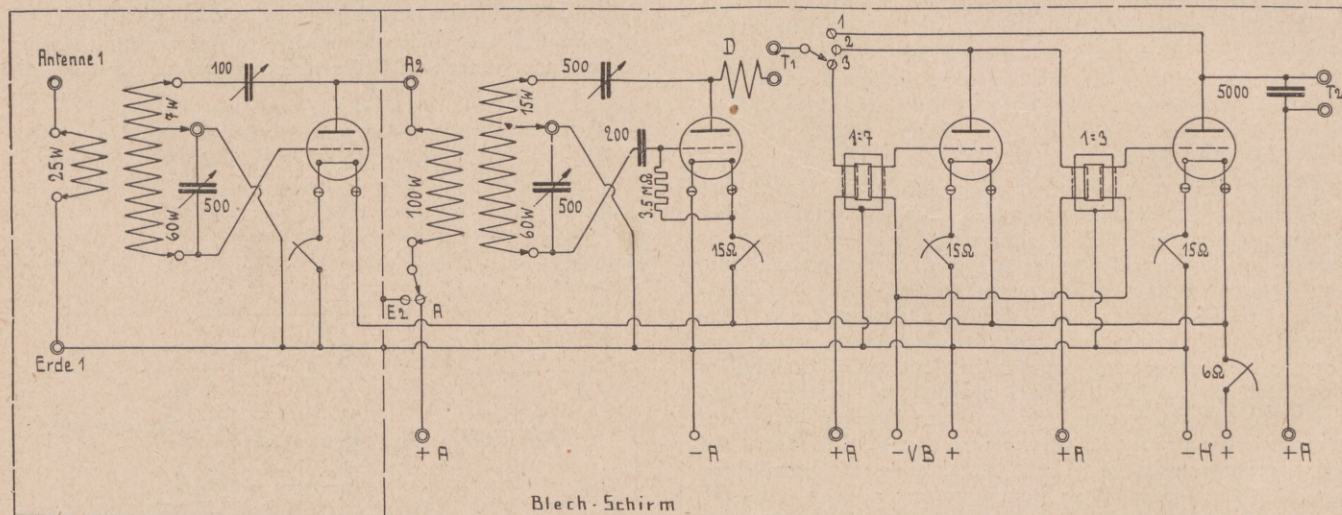 Antenne 1
25W
7W
100
60W
500
A2
100W
E2
A
15W
500
60W
500
200
3,5 MΩ
15Ω
D
T1
1
2
3
1:7
15Ω
1:3
15Ω
5000
T2
6Ω
Erde 1
+A
-A
+A
-VB +
+A
-H +
+A
Blech-Schirm